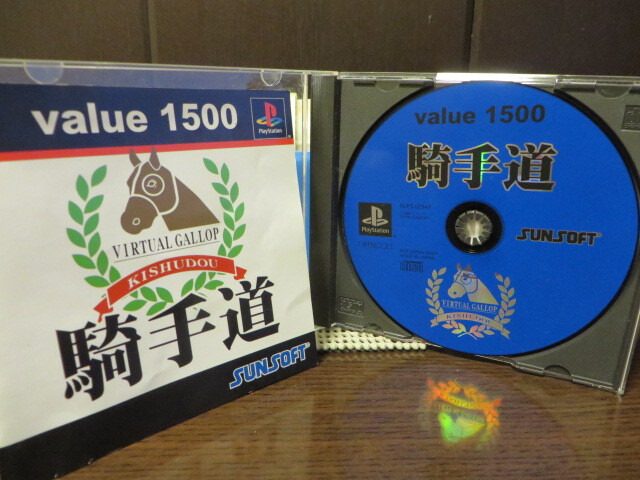 value 1500
PlayStation
VIRTUAL GALLOP
KISHUDOU
騎手道
SUNSOFT
value 1500
騎手道
PlayStation
SUNSOFT
VIRTUAL GALLOP
KISHUDOU